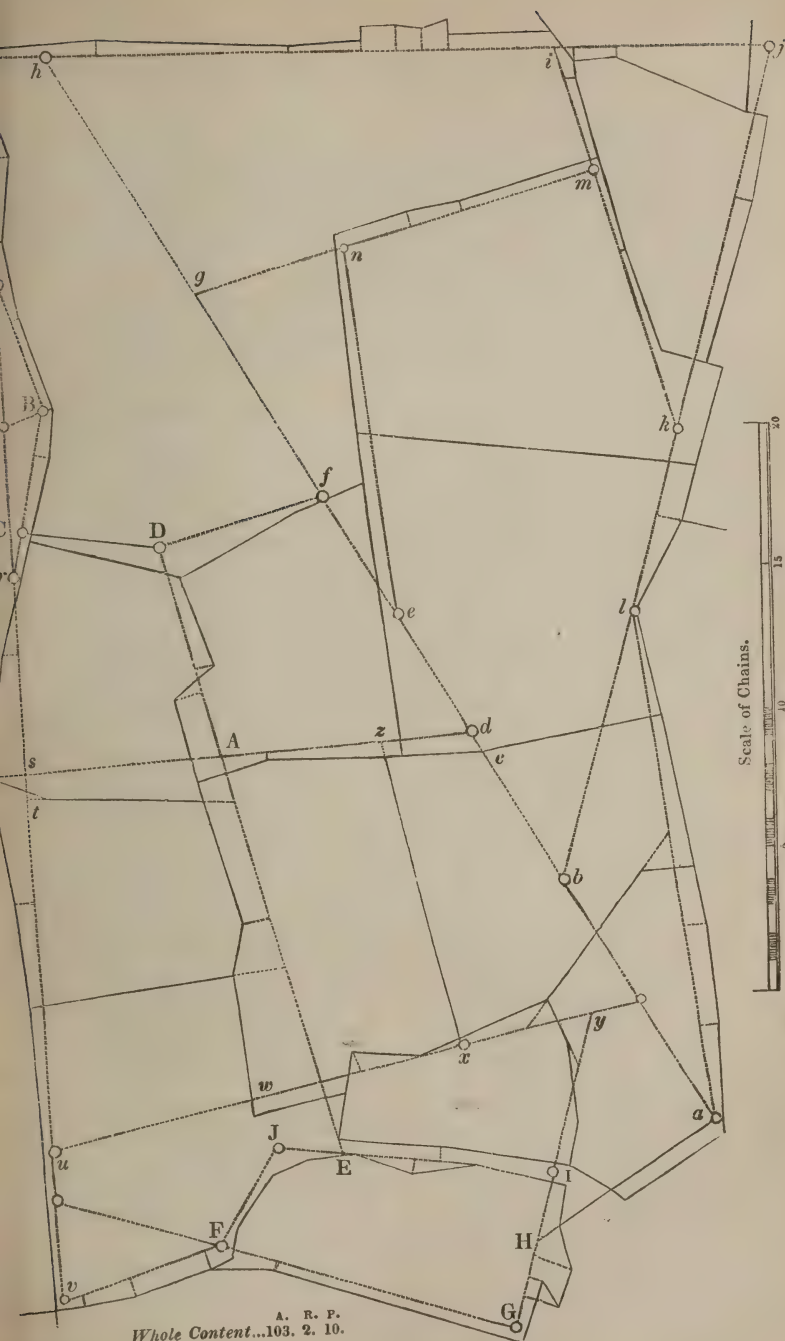 h
i
j
m
n
g
B
k
C
D
f
r
e
l
A
z
d
s
c
t
b
y
x
w
a
u
J
E
I
F
H
v
G
Scale of Chains.
20
15
10
A. R. P.
Whole Content...103. 2. 10.